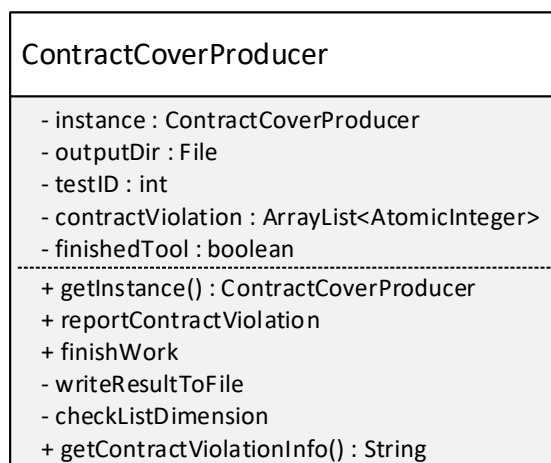 ContractCoverProducer
- instance : ContractCoverProducer
- outputDir : File
- testID : int
- contractViolation : ArrayList<AtomicInteger>
- finishedTool : boolean
+ getInstance() : ContractCoverProducer
+ reportContractViolation
+ finishWork
- writeResultToFile
- checkListDimension
+ getContractViolationInfo() : String